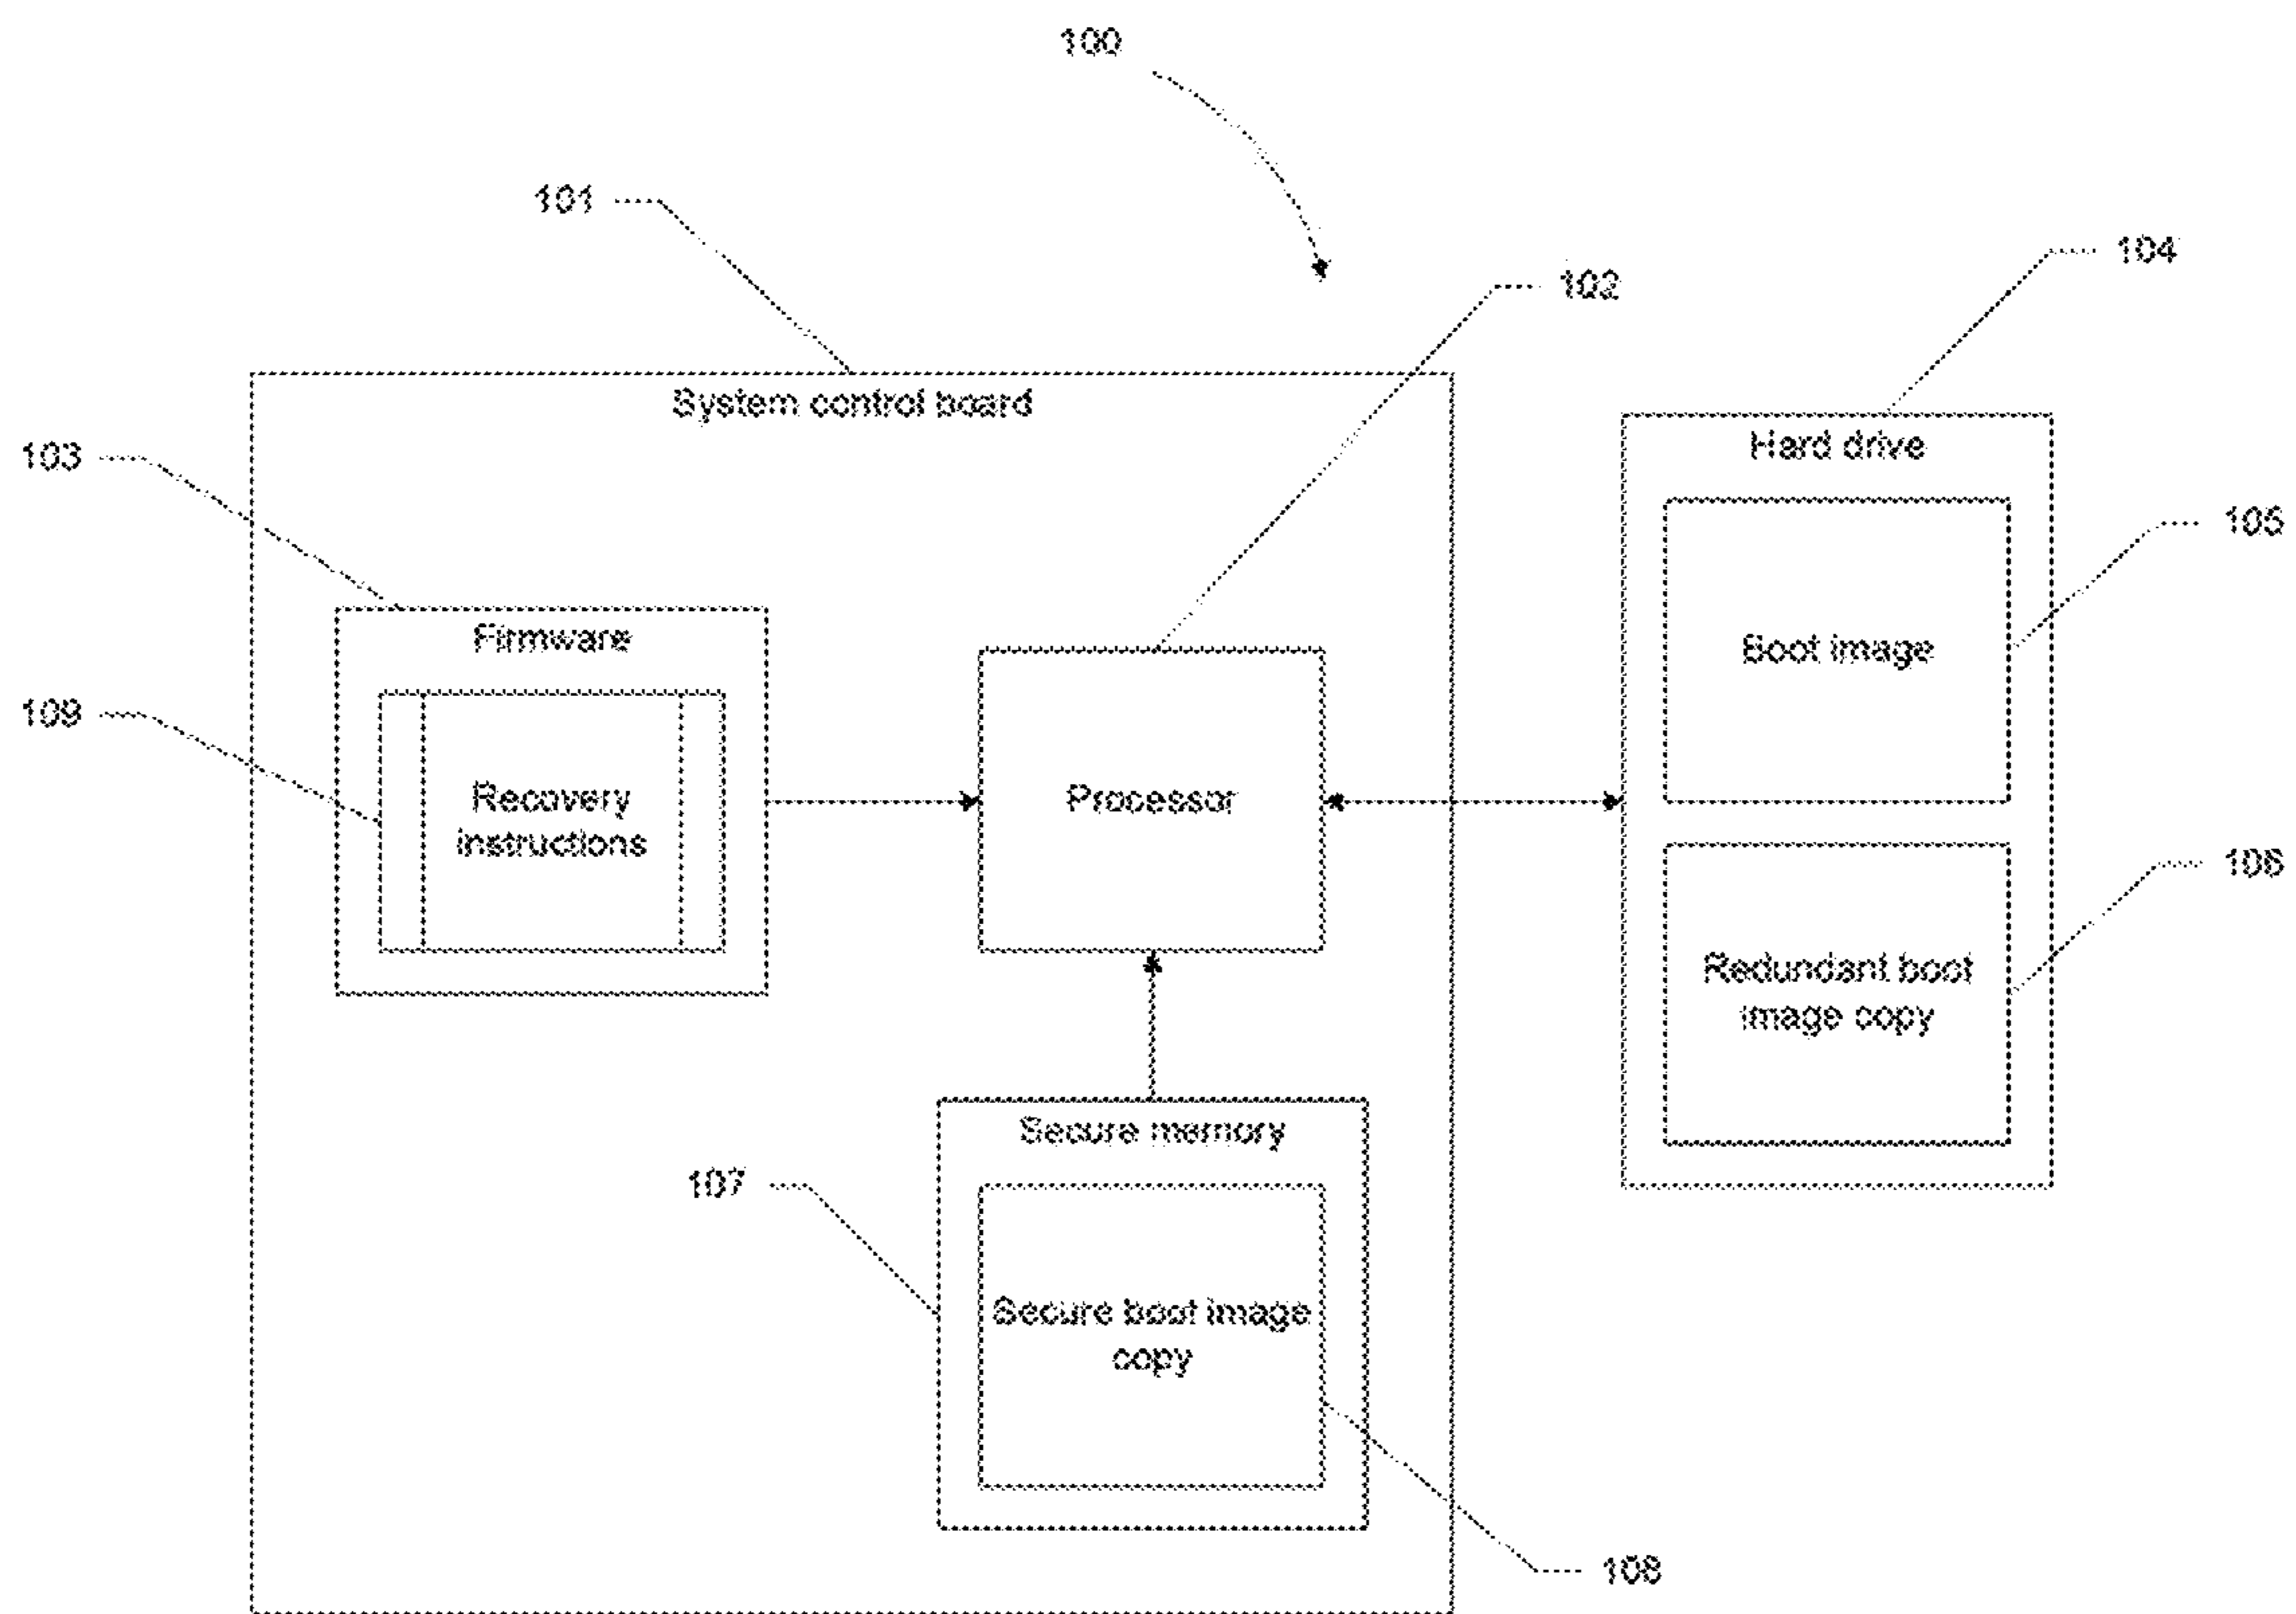 100
101
102
104
System control board
Hard drive
103
105
Firmware
Boot image
109
Recovery
instructions
Processor
106
Redundant boot
image copy
Secure memory
107
Secure boot image
copy
108